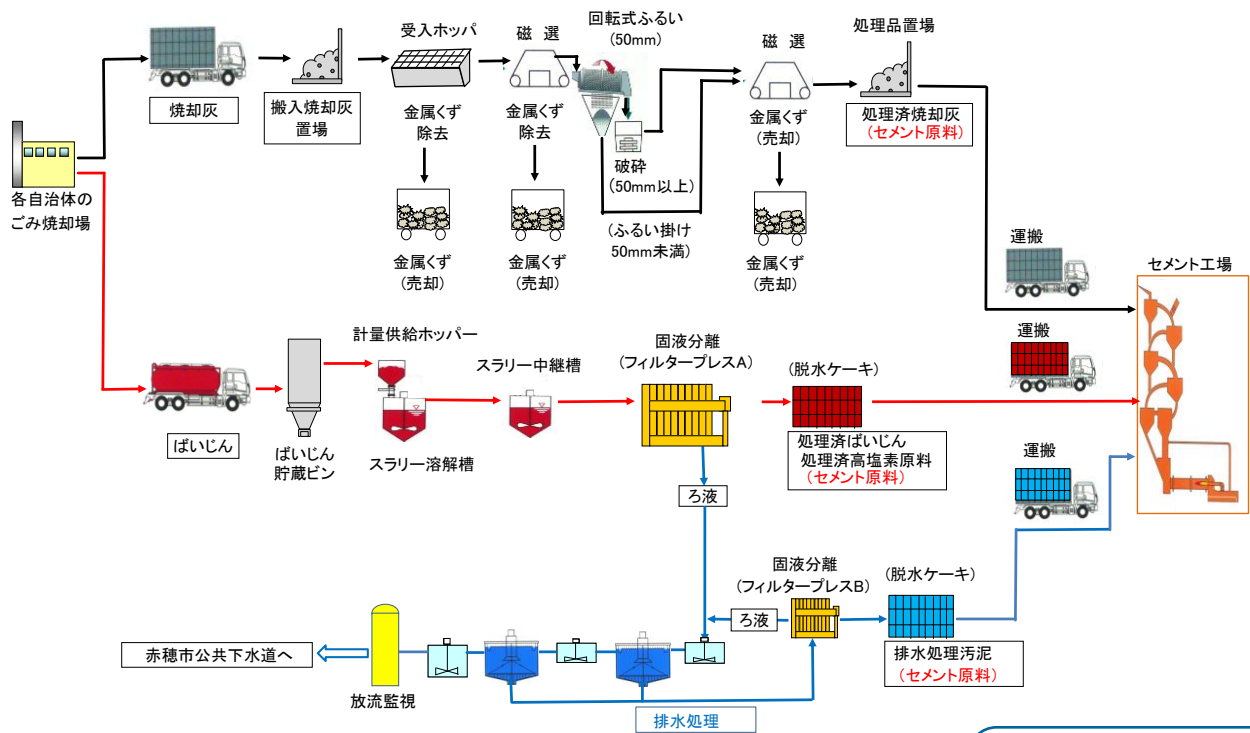 各自治体の
ごみ焼却場
焼却灰
搬入焼却灰
置場
受入ホッパ
金属くず
除去
金属くず
(売却)
磁 選
金属くず
除去
金属くず
(売却)
回転式ふるい
(50mm)
破砕
(50mm以上)
(ふるい掛け
50mm未満)
磁 選
金属くず
(売却)
金属くず
(売却)
処理品置場
処理済焼却灰
(セメント原料)
運搬
セメント工場
ばいじん
ばいじん
貯蔵ビン
計量供給ホッパー
スラリー溶解槽
スラリー中継槽
固液分離
(フィルタープレスA)
(脱水ケーキ)
処理済ばいじん
処理済高塩素原料
(セメント原料)
運搬
ろ液
固液分離
(フィルタープレスB)
ろ液
(脱水ケーキ)
排水処理汚泥
(セメント原料)
運搬
赤穂市公共下水道へ
放流監視
排水処理